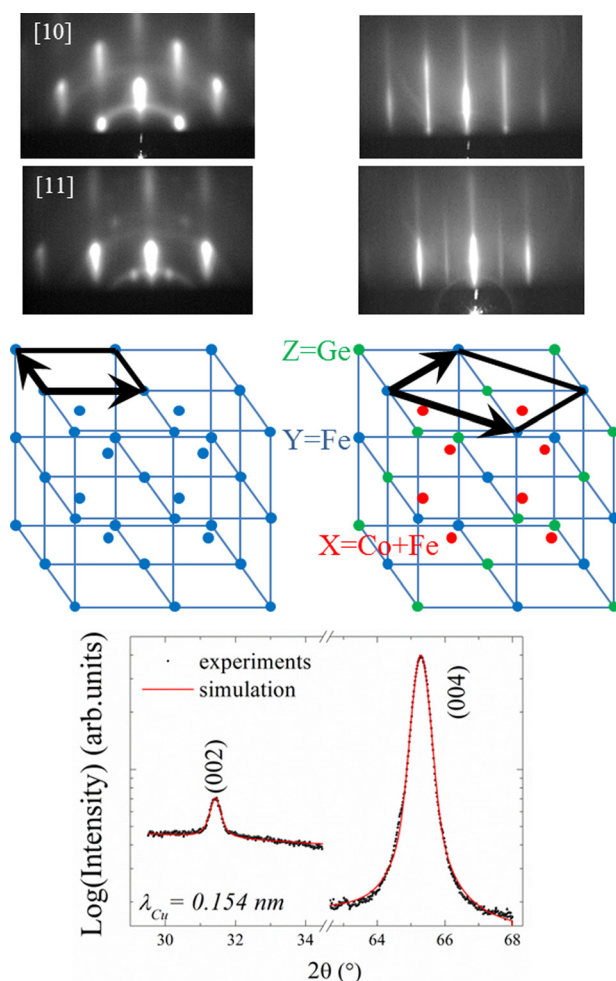 [10]
[11]
Z=Ge
Y=Fe
X=Co+Fe
Log(Intensity) (arb.units)
experiments
simulation
(002)
(004)
λCu = 0.154 nm
30 32 34 64 66 68
2θ (°)